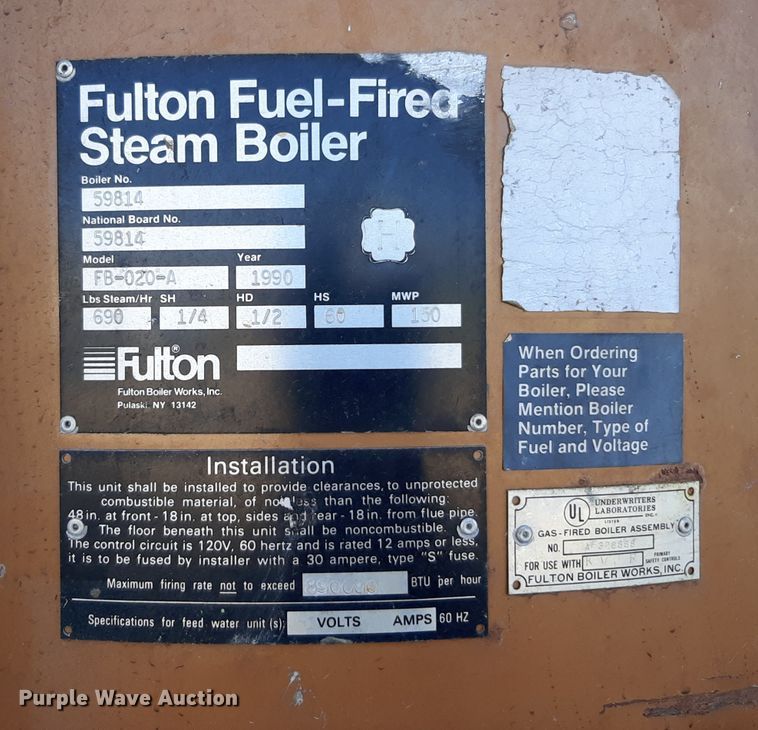 Fulton Fuel-Fired
Steam Boiler
Boiler No.
59814
National Board No.
59814
Model Year
FB-020-A 1990
Lbs Steam/Hr SH HD HS MWP
690 1/4 1/2 60 150
H
Fulton®
Fulton Boiler Works, Inc.
Pulaski, NY 13142
When Ordering
Parts for Your
Boiler, Please
Mention Boiler
Number, Type of
Fuel and Voltage
Installation
This unit shall be installed to provide clearances, to unprotected
combustible material, of not less than the following:
48 in. at front - 18 in. at top, sides and rear - 18 in. from flue pipe.
The floor beneath this unit shall be noncombustible.
The control circuit is 120V, 60 hertz and is rated 12 amps or less,
it is to be fused by installer with a 30 ampere, type "S" fuse.
Maximum firing rate not to exceed BTU per hour
Specifications for feed water unit (s): VOLTS AMPS 60 HZ
UL UNDERWRITERS
LABORATORIES
INC.®
LISTED
GAS-FIRED BOILER ASSEMBLY
NO.
FOR USE WITH PRIMARY
SAFETY CONTROLS
FULTON BOILER WORKS, INC.
Purple Wave Auction